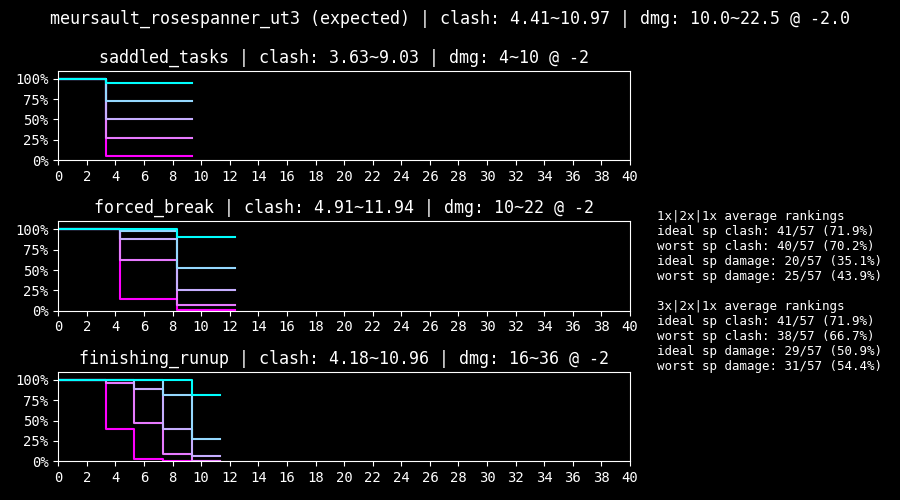 meursault_rosespanner_ut3 (expected) | clash: 4.41~10.97 | dmg: 10.0~22.5 @ -2.0
saddled_tasks | clash: 3.63~9.03 | dmg: 4~10 @ -2
100%
75%
50%
25%
0%
0 2 4 6 8 10 12 14 16 18 20 22 24 26 28 30 32 34 36 38 40
forced_break | clash: 4.91~11.94 | dmg: 10~22 @ -2
100%
75%
50%
25%
0%
0 2 4 6 8 10 12 14 16 18 20 22 24 26 28 30 32 34 36 38 40
finishing_runup | clash: 4.18~10.96 | dmg: 16~36 @ -2
100%
75%
50%
25%
0%
0 2 4 6 8 10 12 14 16 18 20 22 24 26 28 30 32 34 36 38 40
1x|2x|1x average rankings
ideal sp clash: 41/57 (71.9%)
worst sp clash: 40/57 (70.2%)
ideal sp damage: 20/57 (35.1%)
worst sp damage: 25/57 (43.9%)
3x|2x|1x average rankings
ideal sp clash: 41/57 (71.9%)
worst sp clash: 38/57 (66.7%)
ideal sp damage: 29/57 (50.9%)
worst sp damage: 31/57 (54.4%)